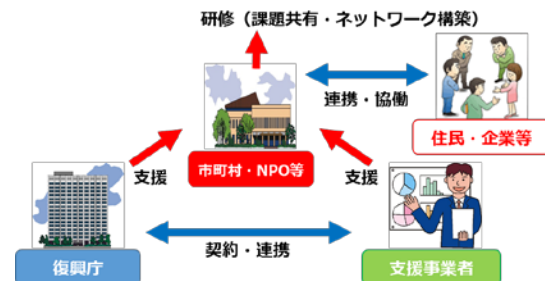 研修（課題共有・ネットワーク構築）
連携・協働
住民・企業等
市町村・NPO等
支援
支援
契約・連携
復興庁
支援事業者